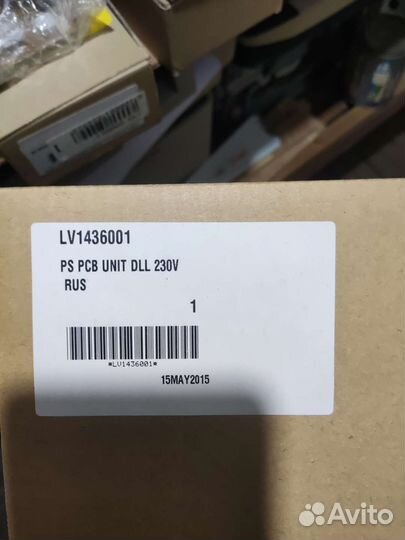 LV1436001
PS PCB UNIT DLL 230V
RUS
1
*LV1436001*
15MAY2015
Avito